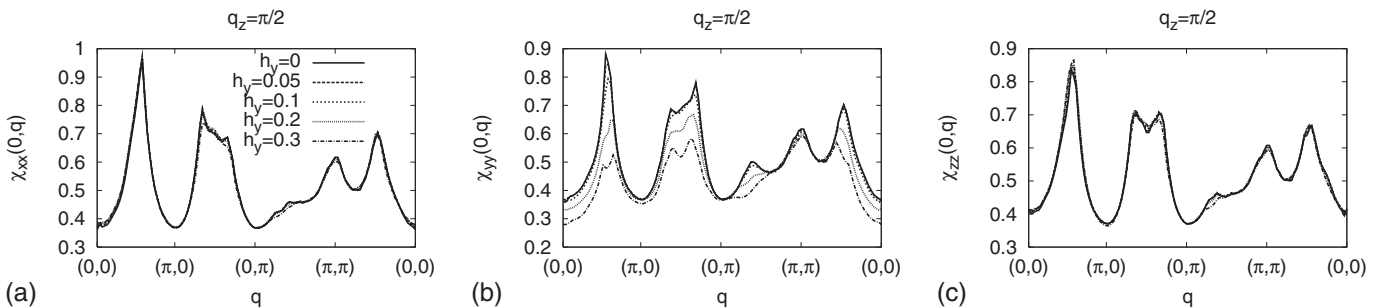 q_z=π/2
χ_xx(0,q)
1
0.9
0.8
0.7
0.6
0.5
0.4
0.3
h_y=0
h_y=0.05
h_y=0.1
h_y=0.2
h_y=0.3
(0,0) (π,0) (0,π) (π,π) (0,0)
q
(a)
q_z=π/2
χ_yy(0,q)
0.9
0.8
0.7
0.6
0.5
0.4
0.3
0.2
(0,0) (π,0) (0,π) (π,π) (0,0)
q
(b)
q_z=π/2
χ_zz(0,q)
0.9
0.8
0.7
0.6
0.5
0.4
0.3
(0,0) (π,0) (0,π) (π,π) (0,0)
q
(c)